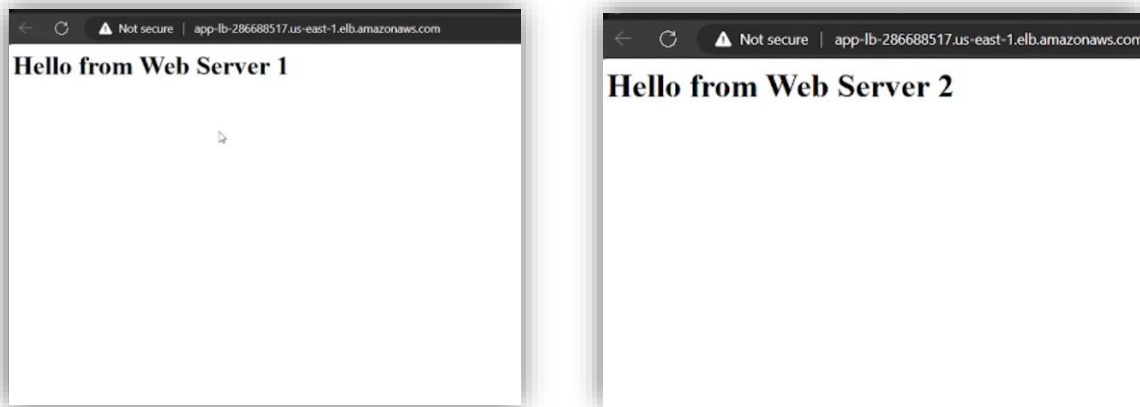 Not secure | app-lb-286688517.us-east-1.elb.amazonaws.com
Hello from Web Server 1
Not secure | app-lb-286688517.us-east-1.elb.amazonaws.com
Hello from Web Server 2